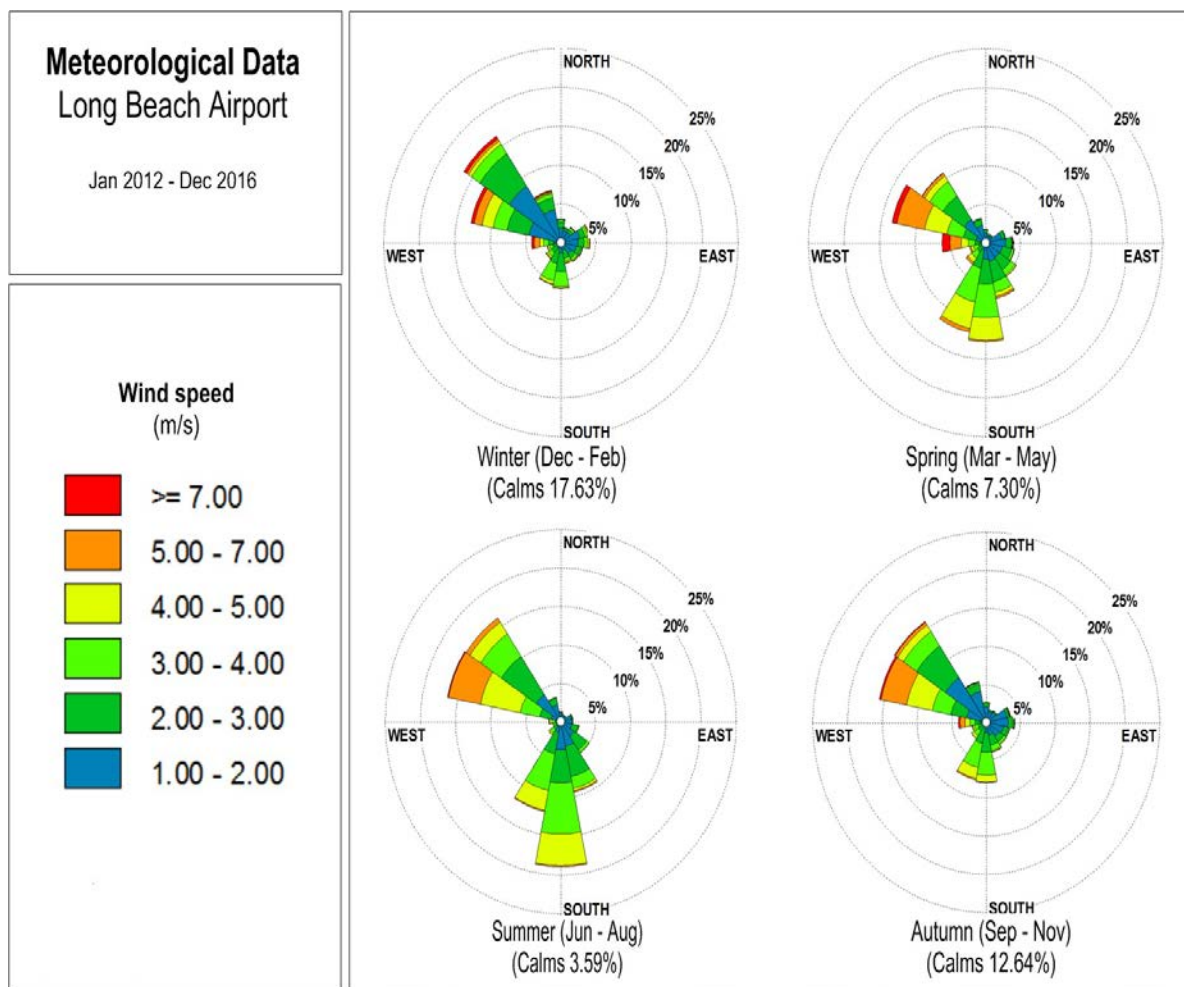 Meteorological Data
Long Beach Airport
Jan 2012 - Dec 2016
Wind speed
(m/s)
>= 7.00
5.00 - 7.00
4.00 - 5.00
3.00 - 4.00
2.00 - 3.00
1.00 - 2.00
NORTH
25%
20%
15%
10%
5%
WEST
EAST
SOUTH
Winter (Dec - Feb)
(Calms 17.63%)
NORTH
25%
20%
15%
10%
5%
WEST
EAST
SOUTH
Spring (Mar - May)
(Calms 7.30%)
NORTH
25%
20%
15%
10%
5%
WEST
EAST
SOUTH
Summer (Jun - Aug)
(Calms 3.59%)
NORTH
25%
20%
15%
10%
5%
WEST
EAST
SOUTH
Autumn (Sep - Nov)
(Calms 12.64%)